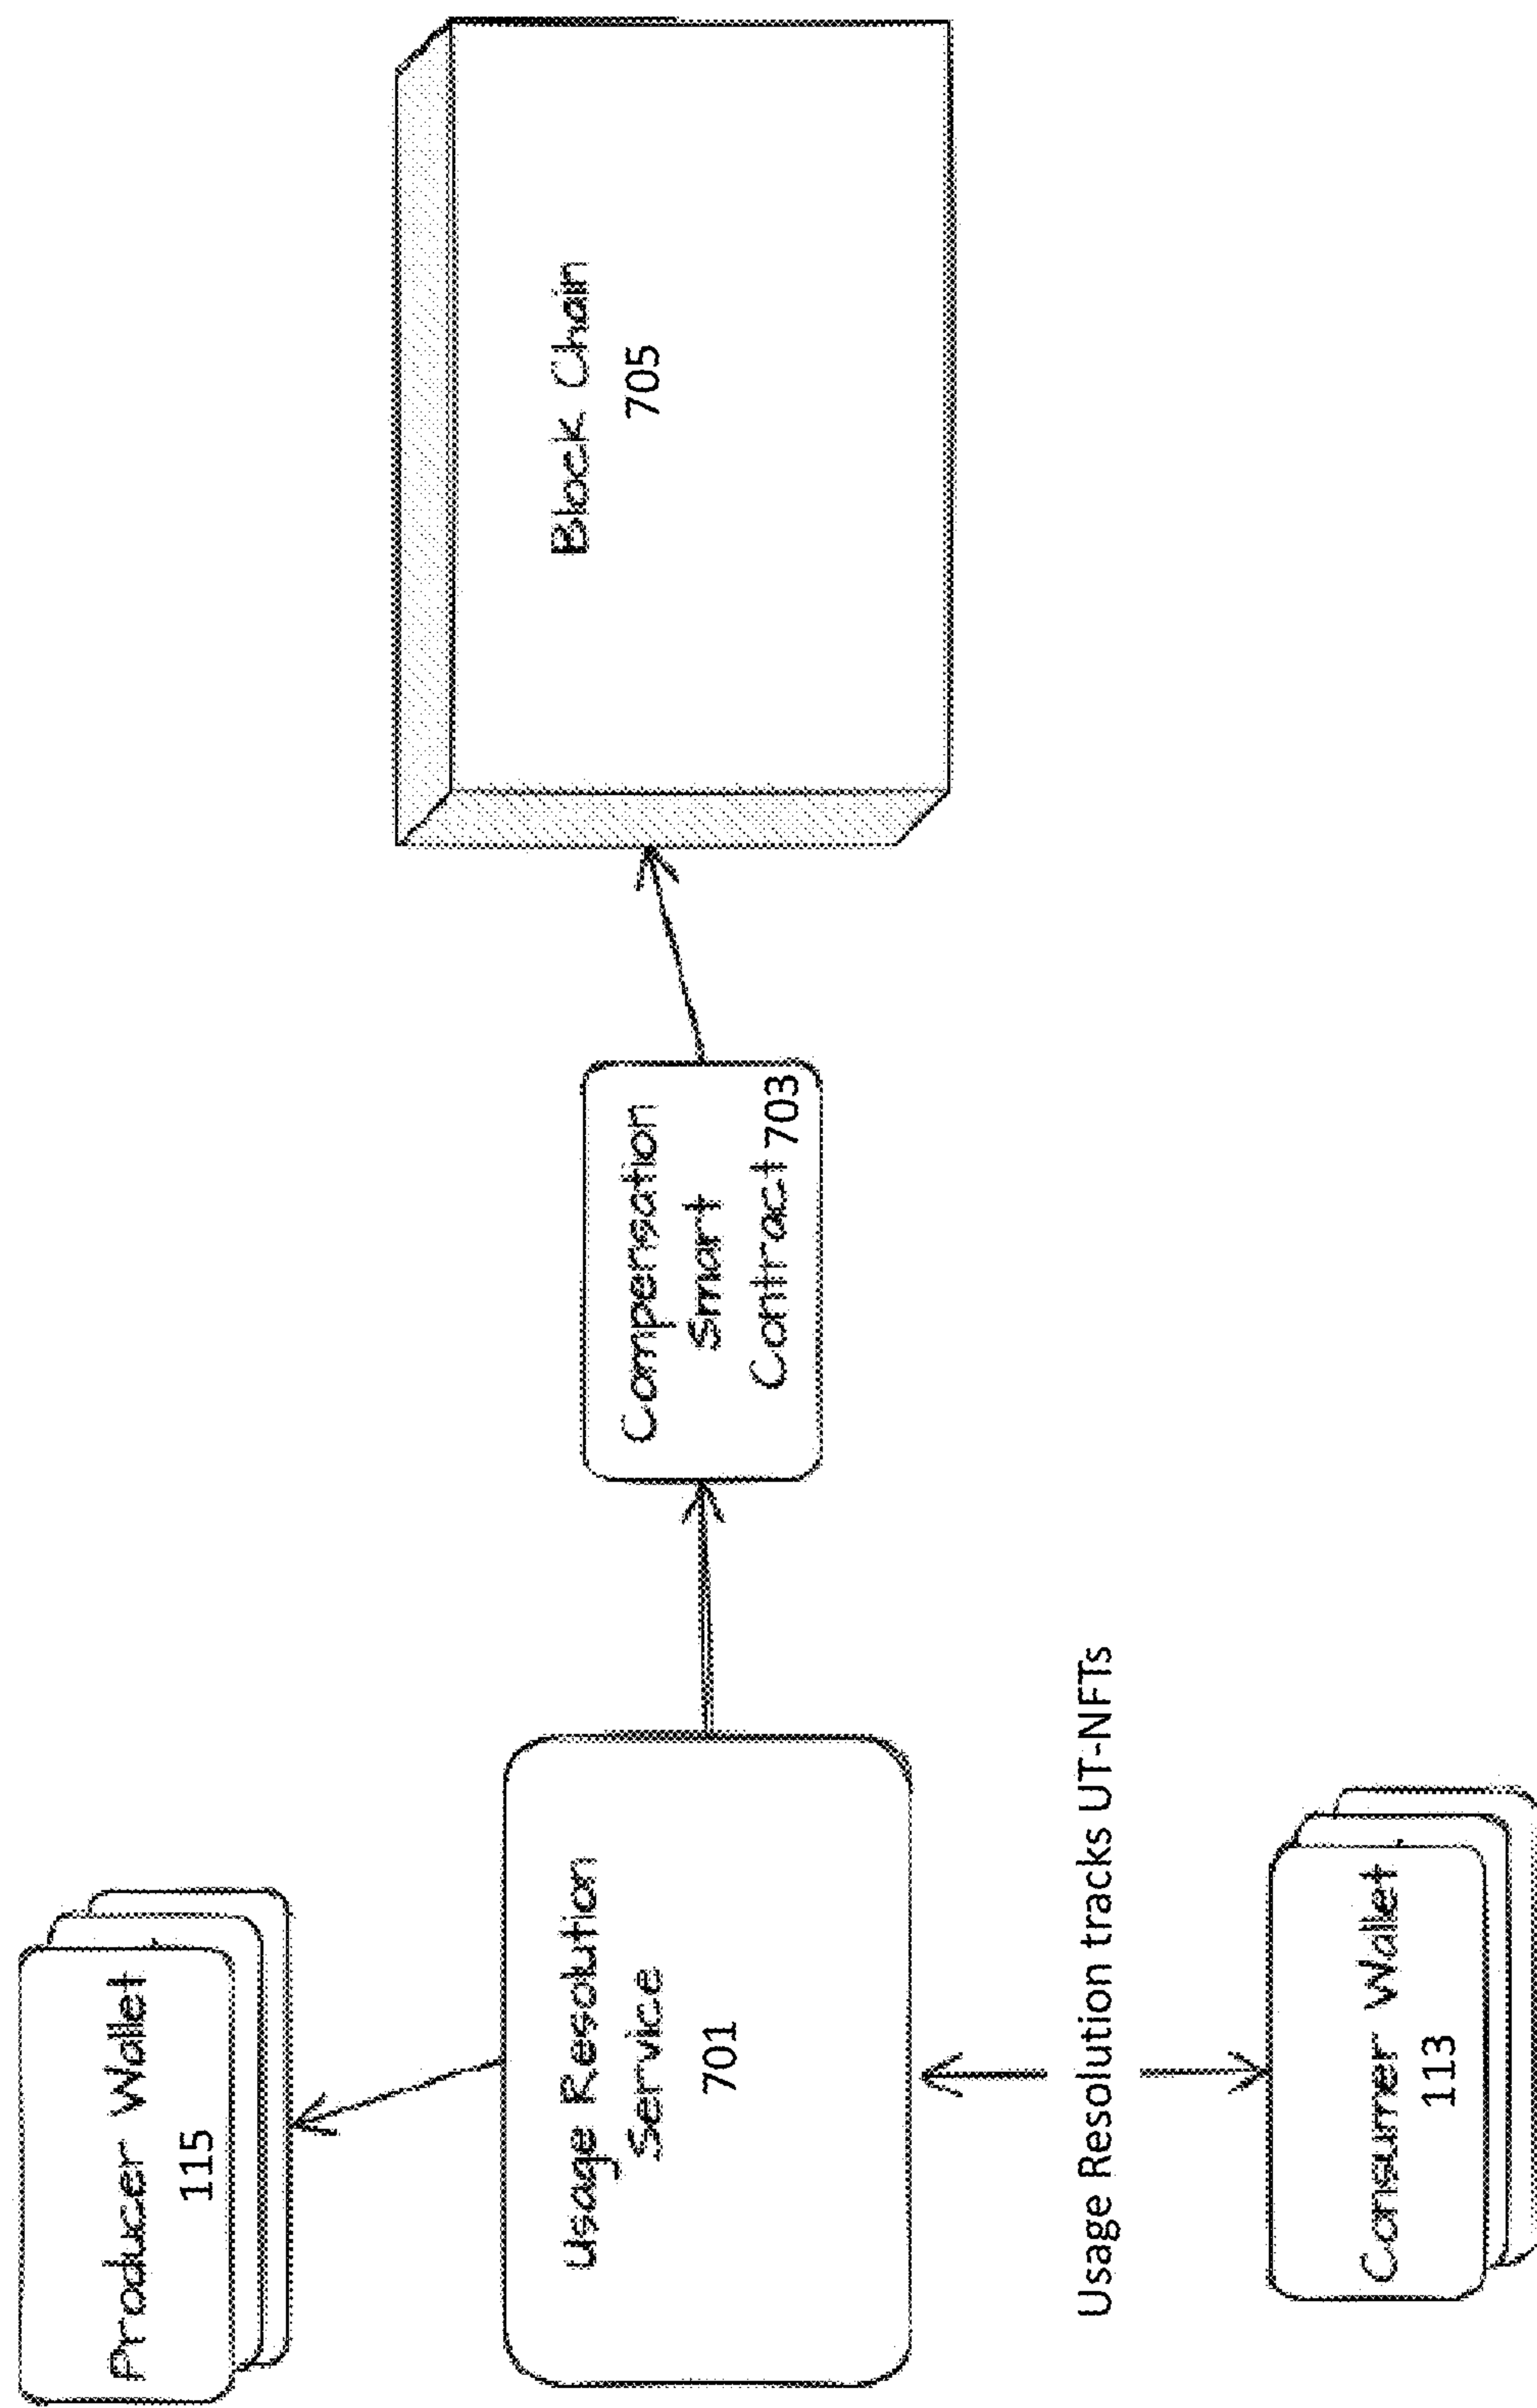 Producer Wallet
115
Usage Resolution
Service
701
Compensation
Smart
Contract 703
Block Chain
705
Usage Resolution tracks UT-NFTs
Consumer Wallet
113